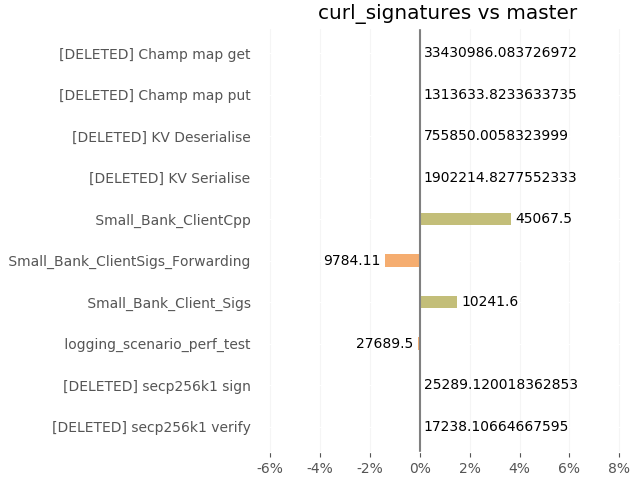 curl_signatures vs master
[DELETED] Champ map get 33430986.083726972
[DELETED] Champ map put 1313633.8233633735
[DELETED] KV Deserialise 755850.0058323999
[DELETED] KV Serialise 1902214.8277552333
Small_Bank_ClientCpp 45067.5
Small_Bank_ClientSigs_Forwarding 9784.11
Small_Bank_Client_Sigs 10241.6
logging_scenario_perf_test 27689.5
[DELETED] secp256k1 sign 25289.120018362853
[DELETED] secp256k1 verify 17238.10664667595
-6% -4% -2% 0% 2% 4% 6% 8%